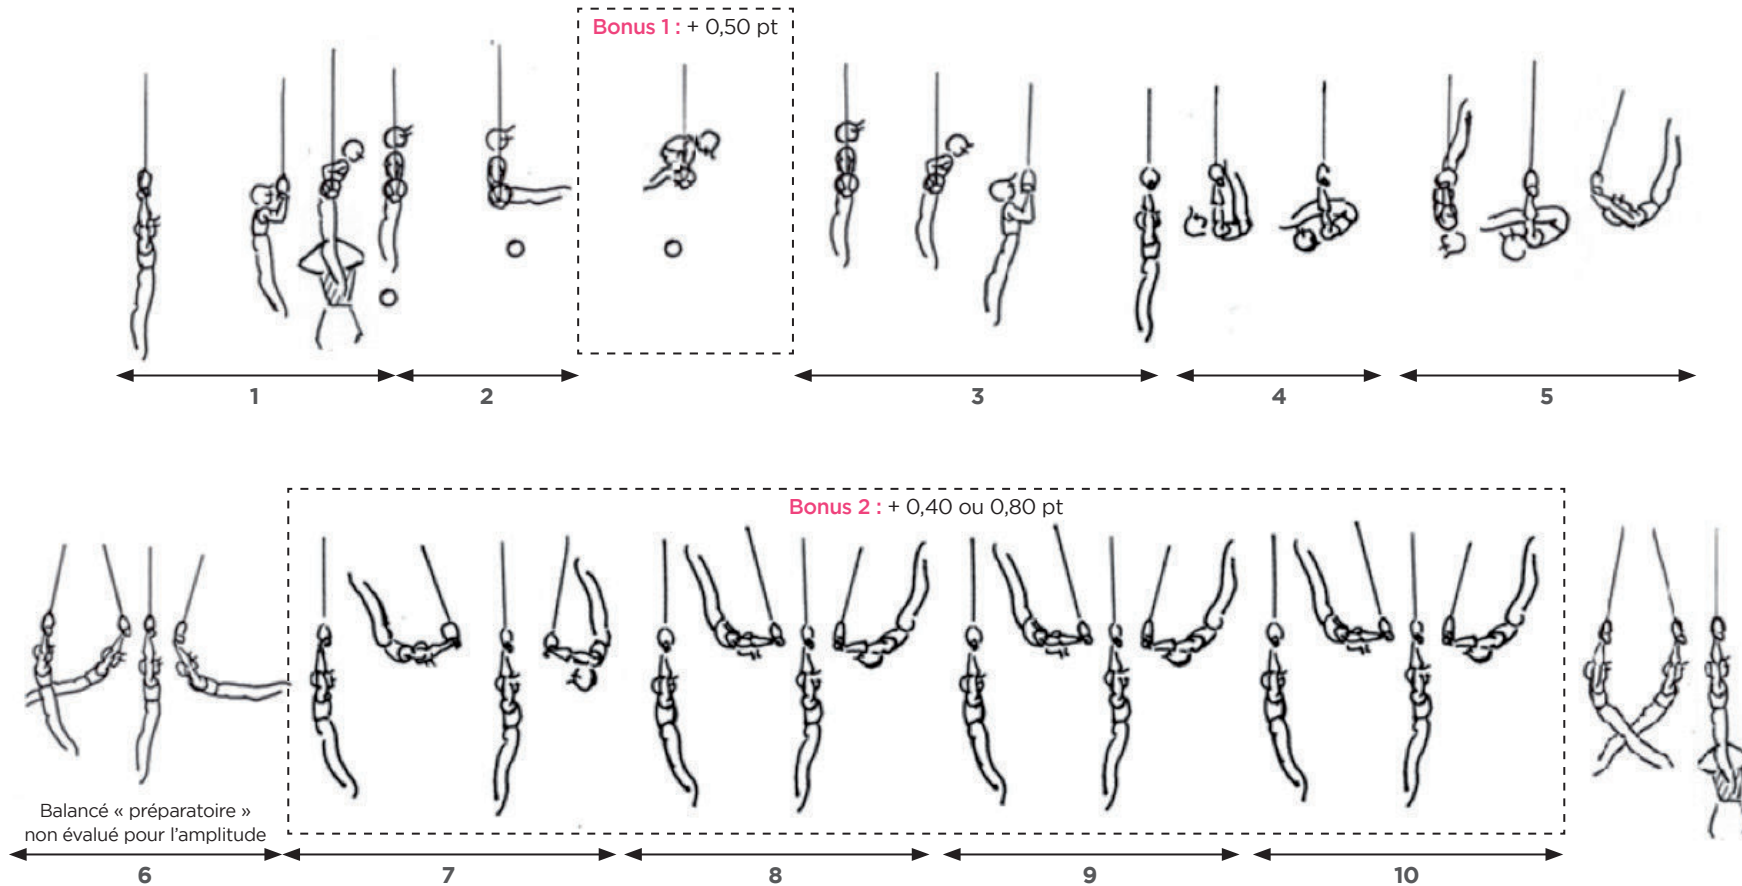 Bonus 1 : + 0,50 pt
1
2
3
4
5
Bonus 2 : + 0,40 ou 0,80 pt
Balancé « préparatoire »
non évalué pour l'amplitude
6
7
8
9
10